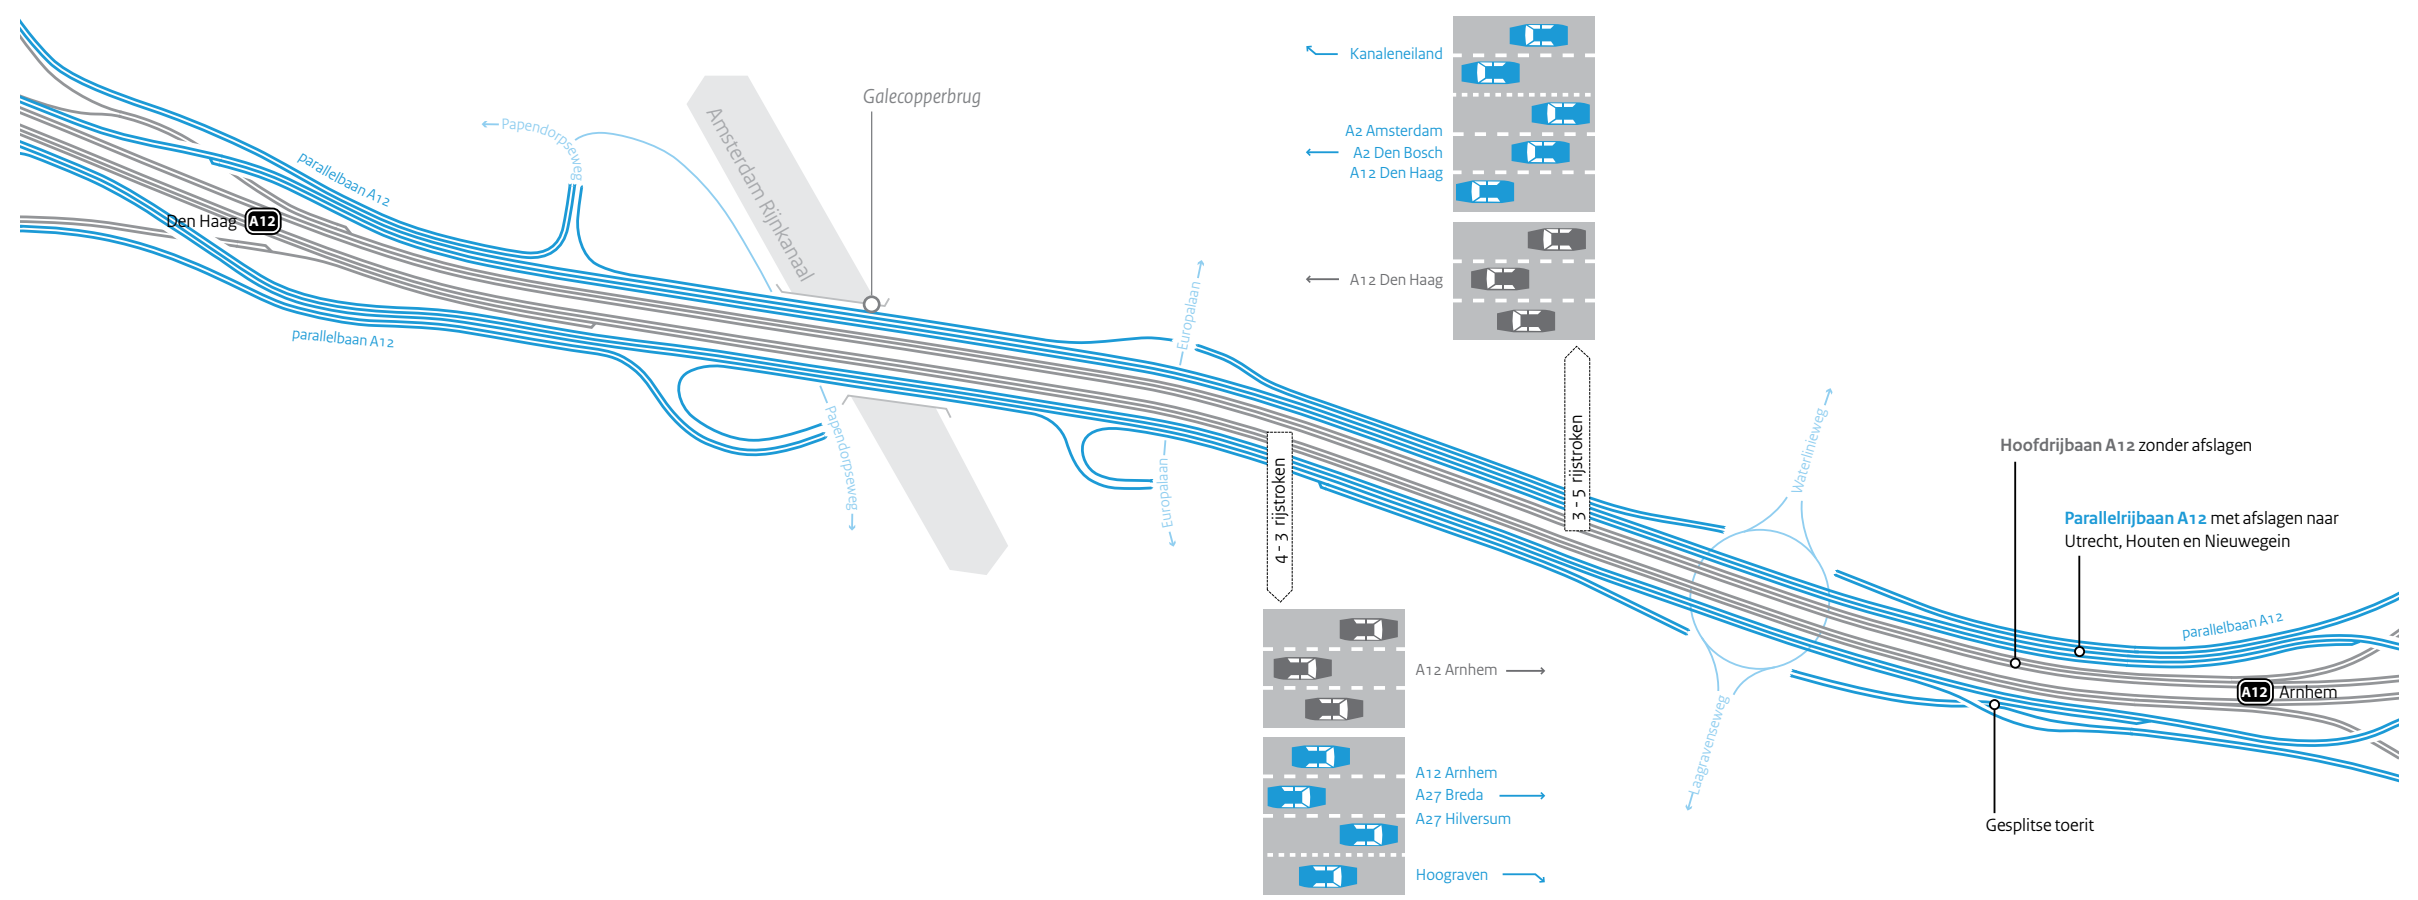 Kanaleneiland
A2 Amsterdam
A2 Den Bosch
A12 Den Haag
A12 Den Haag
Galecopperbrug
Papendorpseweg
Amsterdam Rijnkanaal
parallelbaan A12
Den Haag A12
parallelbaan A12
Europalaan
Papendorpseweg
Europalaan
3 - 5 rijstroken
4 - 3 rijstroken
Waterlinieweg
Hoofdrijbaan A12 zonder afslagen
Parallelrijbaan A12 met afslagen naar
Utrecht, Houten en Nieuwegein
parallelbaan A12
A12 Arnhem
Laagravenseweg
Gesplitse toerit
A12 Arnhem
A12 Arnhem
A27 Breda
A27 Hilversum
Hoograven